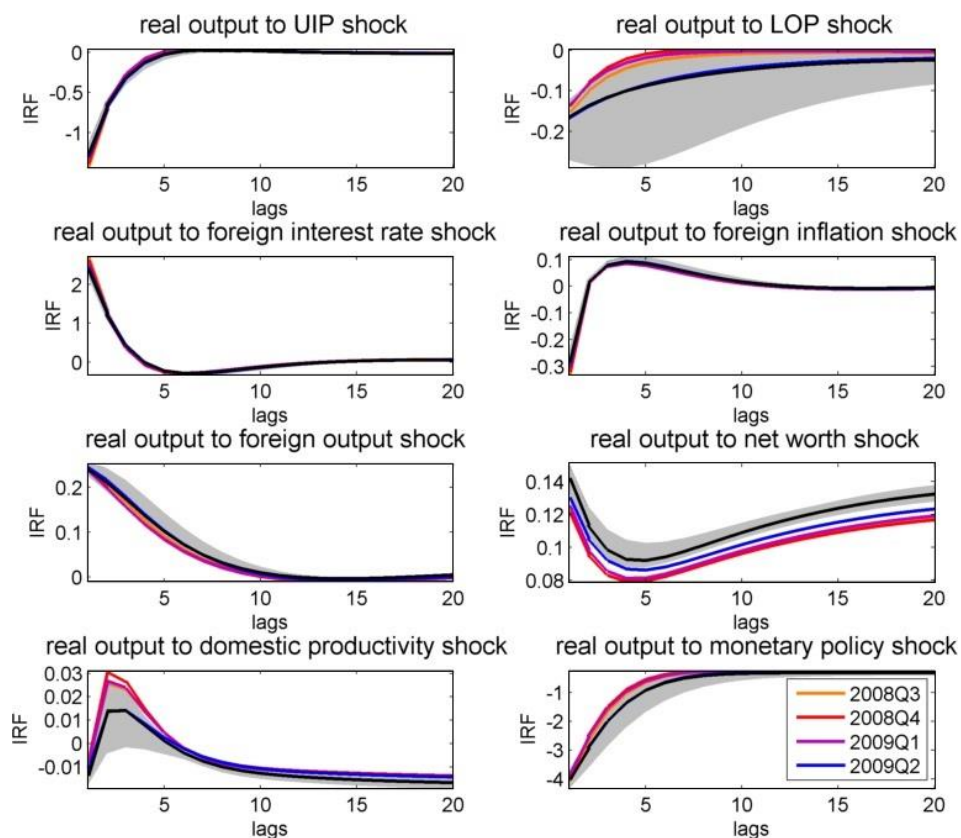 real output to UIP shock
0
-0.5
-1
IRF
5 10 15 20
lags
real output to LOP shock
0
-0.1
-0.2
IRF
5 10 15 20
lags
real output to foreign interest rate shock
2
1
0
IRF
5 10 15 20
lags
real output to foreign inflation shock
0.1
0
-0.1
-0.2
-0.3
IRF
5 10 15 20
lags
real output to foreign output shock
0.2
0.1
0
IRF
5 10 15 20
lags
real output to net worth shock
0.14
0.12
0.1
0.08
IRF
5 10 15 20
lags
real output to domestic productivity shock
0.03
0.02
0.01
0
-0.01
IRF
5 10 15 20
lags
real output to monetary policy shock
-1
-2
-3
-4
IRF
2008Q3
2008Q4
2009Q1
2009Q2
5 10 15 20
lags